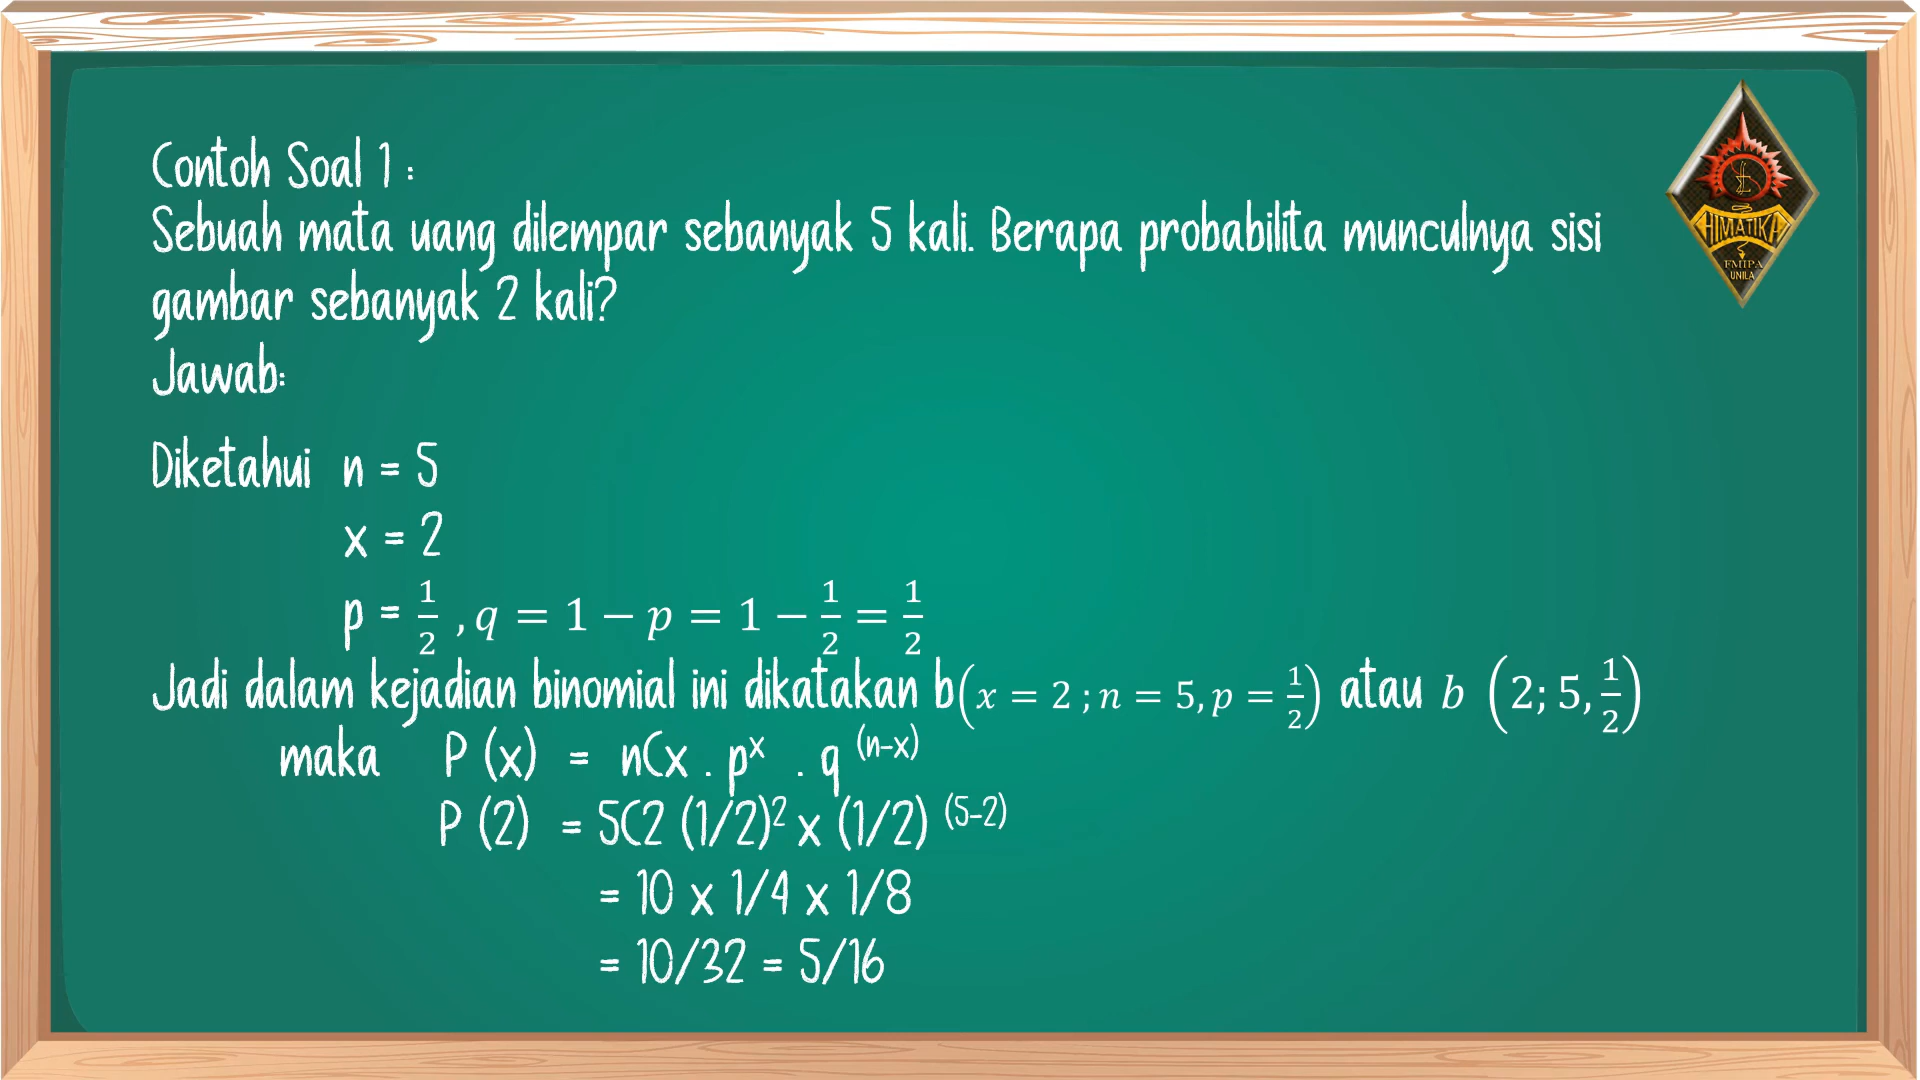 Contoh Soal 1 :
Sebuah mata uang dilempar sebanyak 5 kali. Berapa probabilita munculnya sisi
gambar sebanyak 2 kali?
Jawab:
Diketahui n = 5
x = 2
p = 1/2 , q = 1 − p = 1 − 1/2 = 1/2
Jadi dalam kejadian binomial ini dikatakan b(x = 2 ; n = 5, p = 1/2) atau b (2; 5, 1/2)
maka P (x) = nCx . pˣ . q ⁽ⁿ⁻ˣ⁾
P (2) = 5C2 (1/2)² x (1/2) ⁽⁵⁻²⁾
= 10 x 1/4 x 1/8
= 10/32 = 5/16
HIMATIKA
FMIPA
UNILA